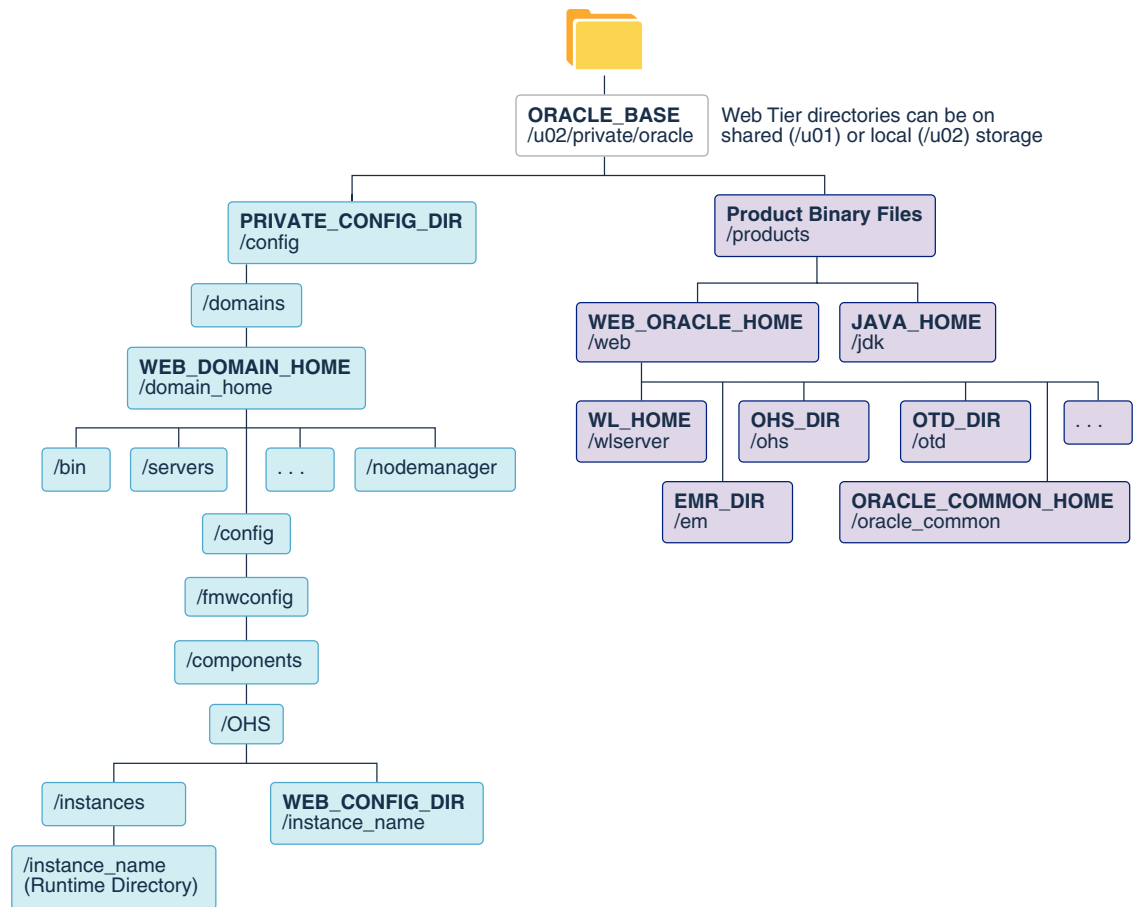 ORACLE_BASE
/u02/private/oracle
Web Tier directories can be on
shared (/u01) or local (/u02) storage
PRIVATE_CONFIG_DIR
/config
Product Binary Files
/products
/domains
WEB_ORACLE_HOME
/web
JAVA_HOME
/jdk
WEB_DOMAIN_HOME
/domain_home
WL_HOME
/wlserver
OHS_DIR
/ohs
OTD_DIR
/otd
. . .
/bin
/servers
. . .
/nodemanager
EMR_DIR
/em
ORACLE_COMMON_HOME
/oracle_common
/config
/fmwconfig
/components
/OHS
/instances
WEB_CONFIG_DIR
/instance_name
/instance_name
(Runtime Directory)